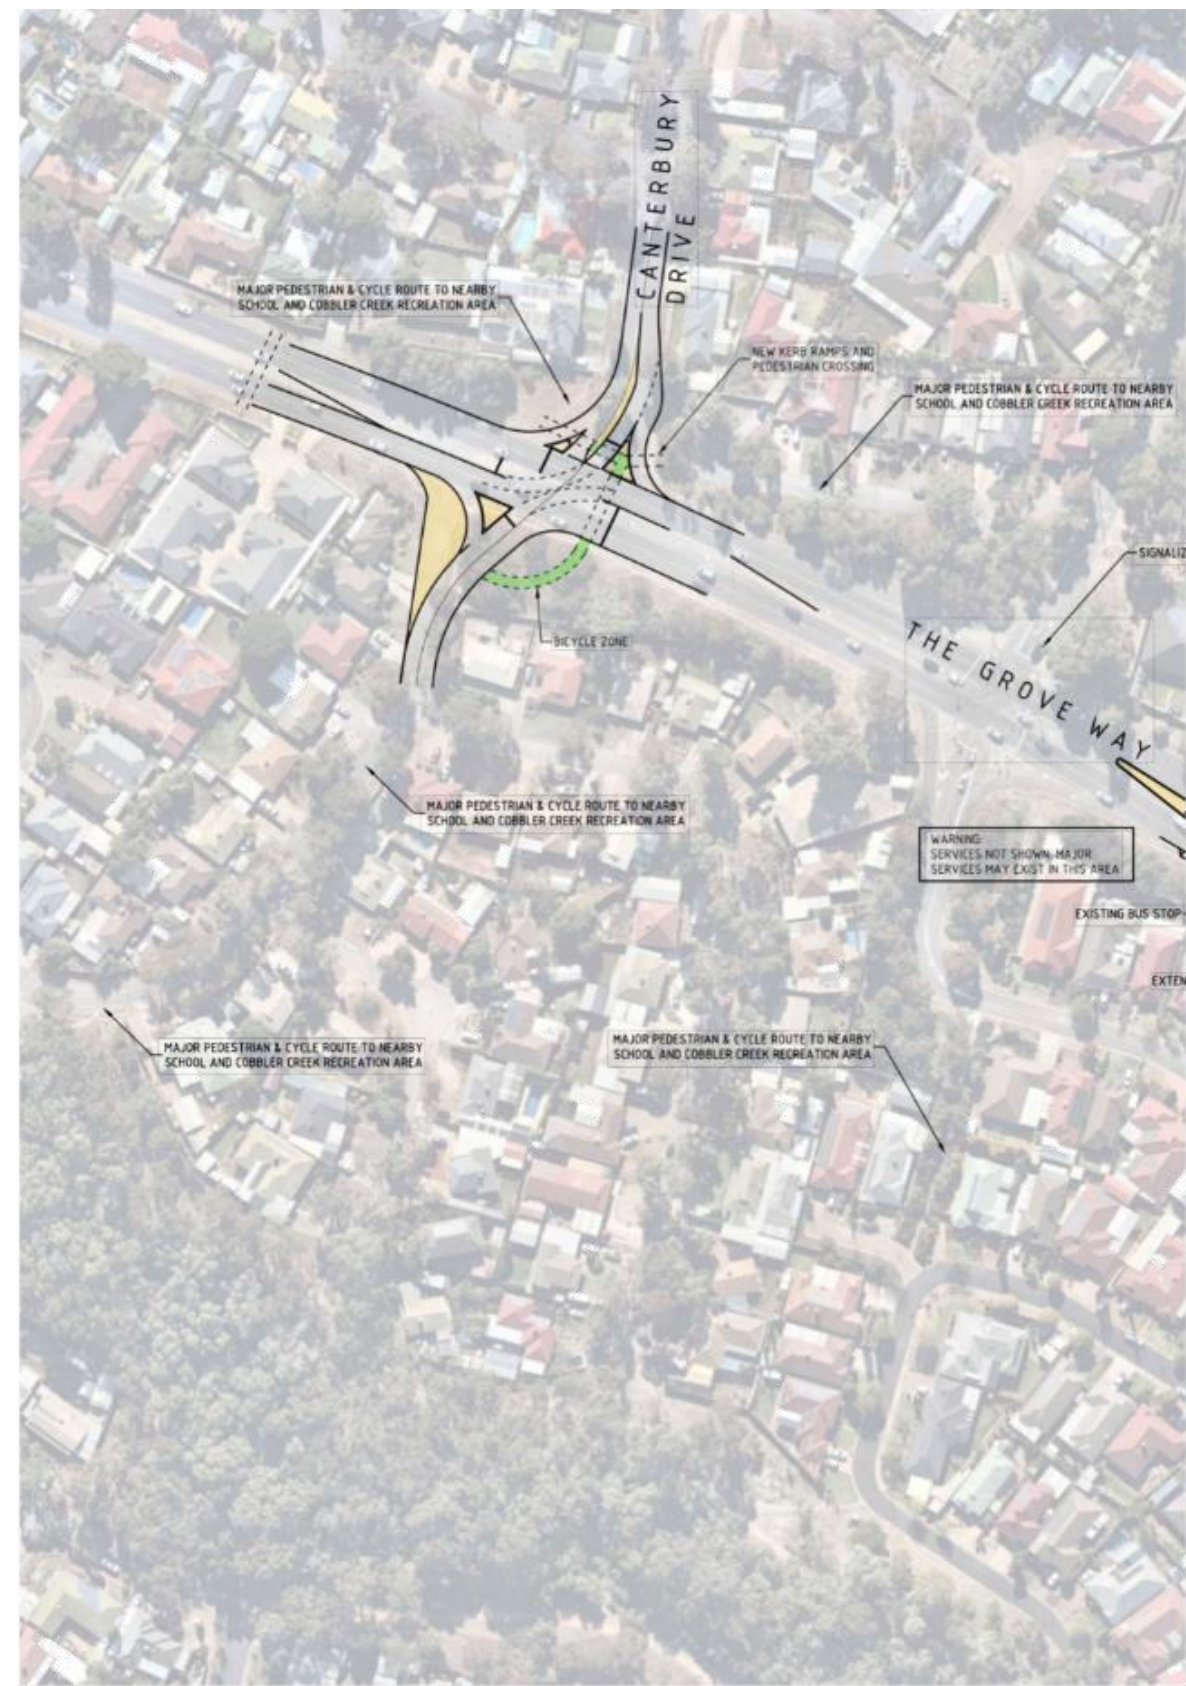 CANTERBURY
DRIVE
MAJOR PEDESTRIAN & CYCLE ROUTE TO NEARBY
SCHOOL AND COBBLER CREEK RECREATION AREA
NEW KERB RAMPS AND
PEDESTRIAN CROSSING
MAJOR PEDESTRIAN & CYCLE ROUTE TO NEARBY
SCHOOL AND COBBLER CREEK RECREATION AREA
SIGNALIZ
BICYCLE ZONE
THE GROVE WAY
MAJOR PEDESTRIAN & CYCLE ROUTE TO NEARBY
SCHOOL AND COBBLER CREEK RECREATION AREA
WARNING:
SERVICES NOT SHOWN, MAJOR
SERVICES MAY EXIST IN THIS AREA
EXISTING BUS STOP
EXTEN
MAJOR PEDESTRIAN & CYCLE ROUTE TO NEARBY
SCHOOL AND COBBLER CREEK RECREATION AREA
MAJOR PEDESTRIAN & CYCLE ROUTE TO NEARBY
SCHOOL AND COBBLER CREEK RECREATION AREA